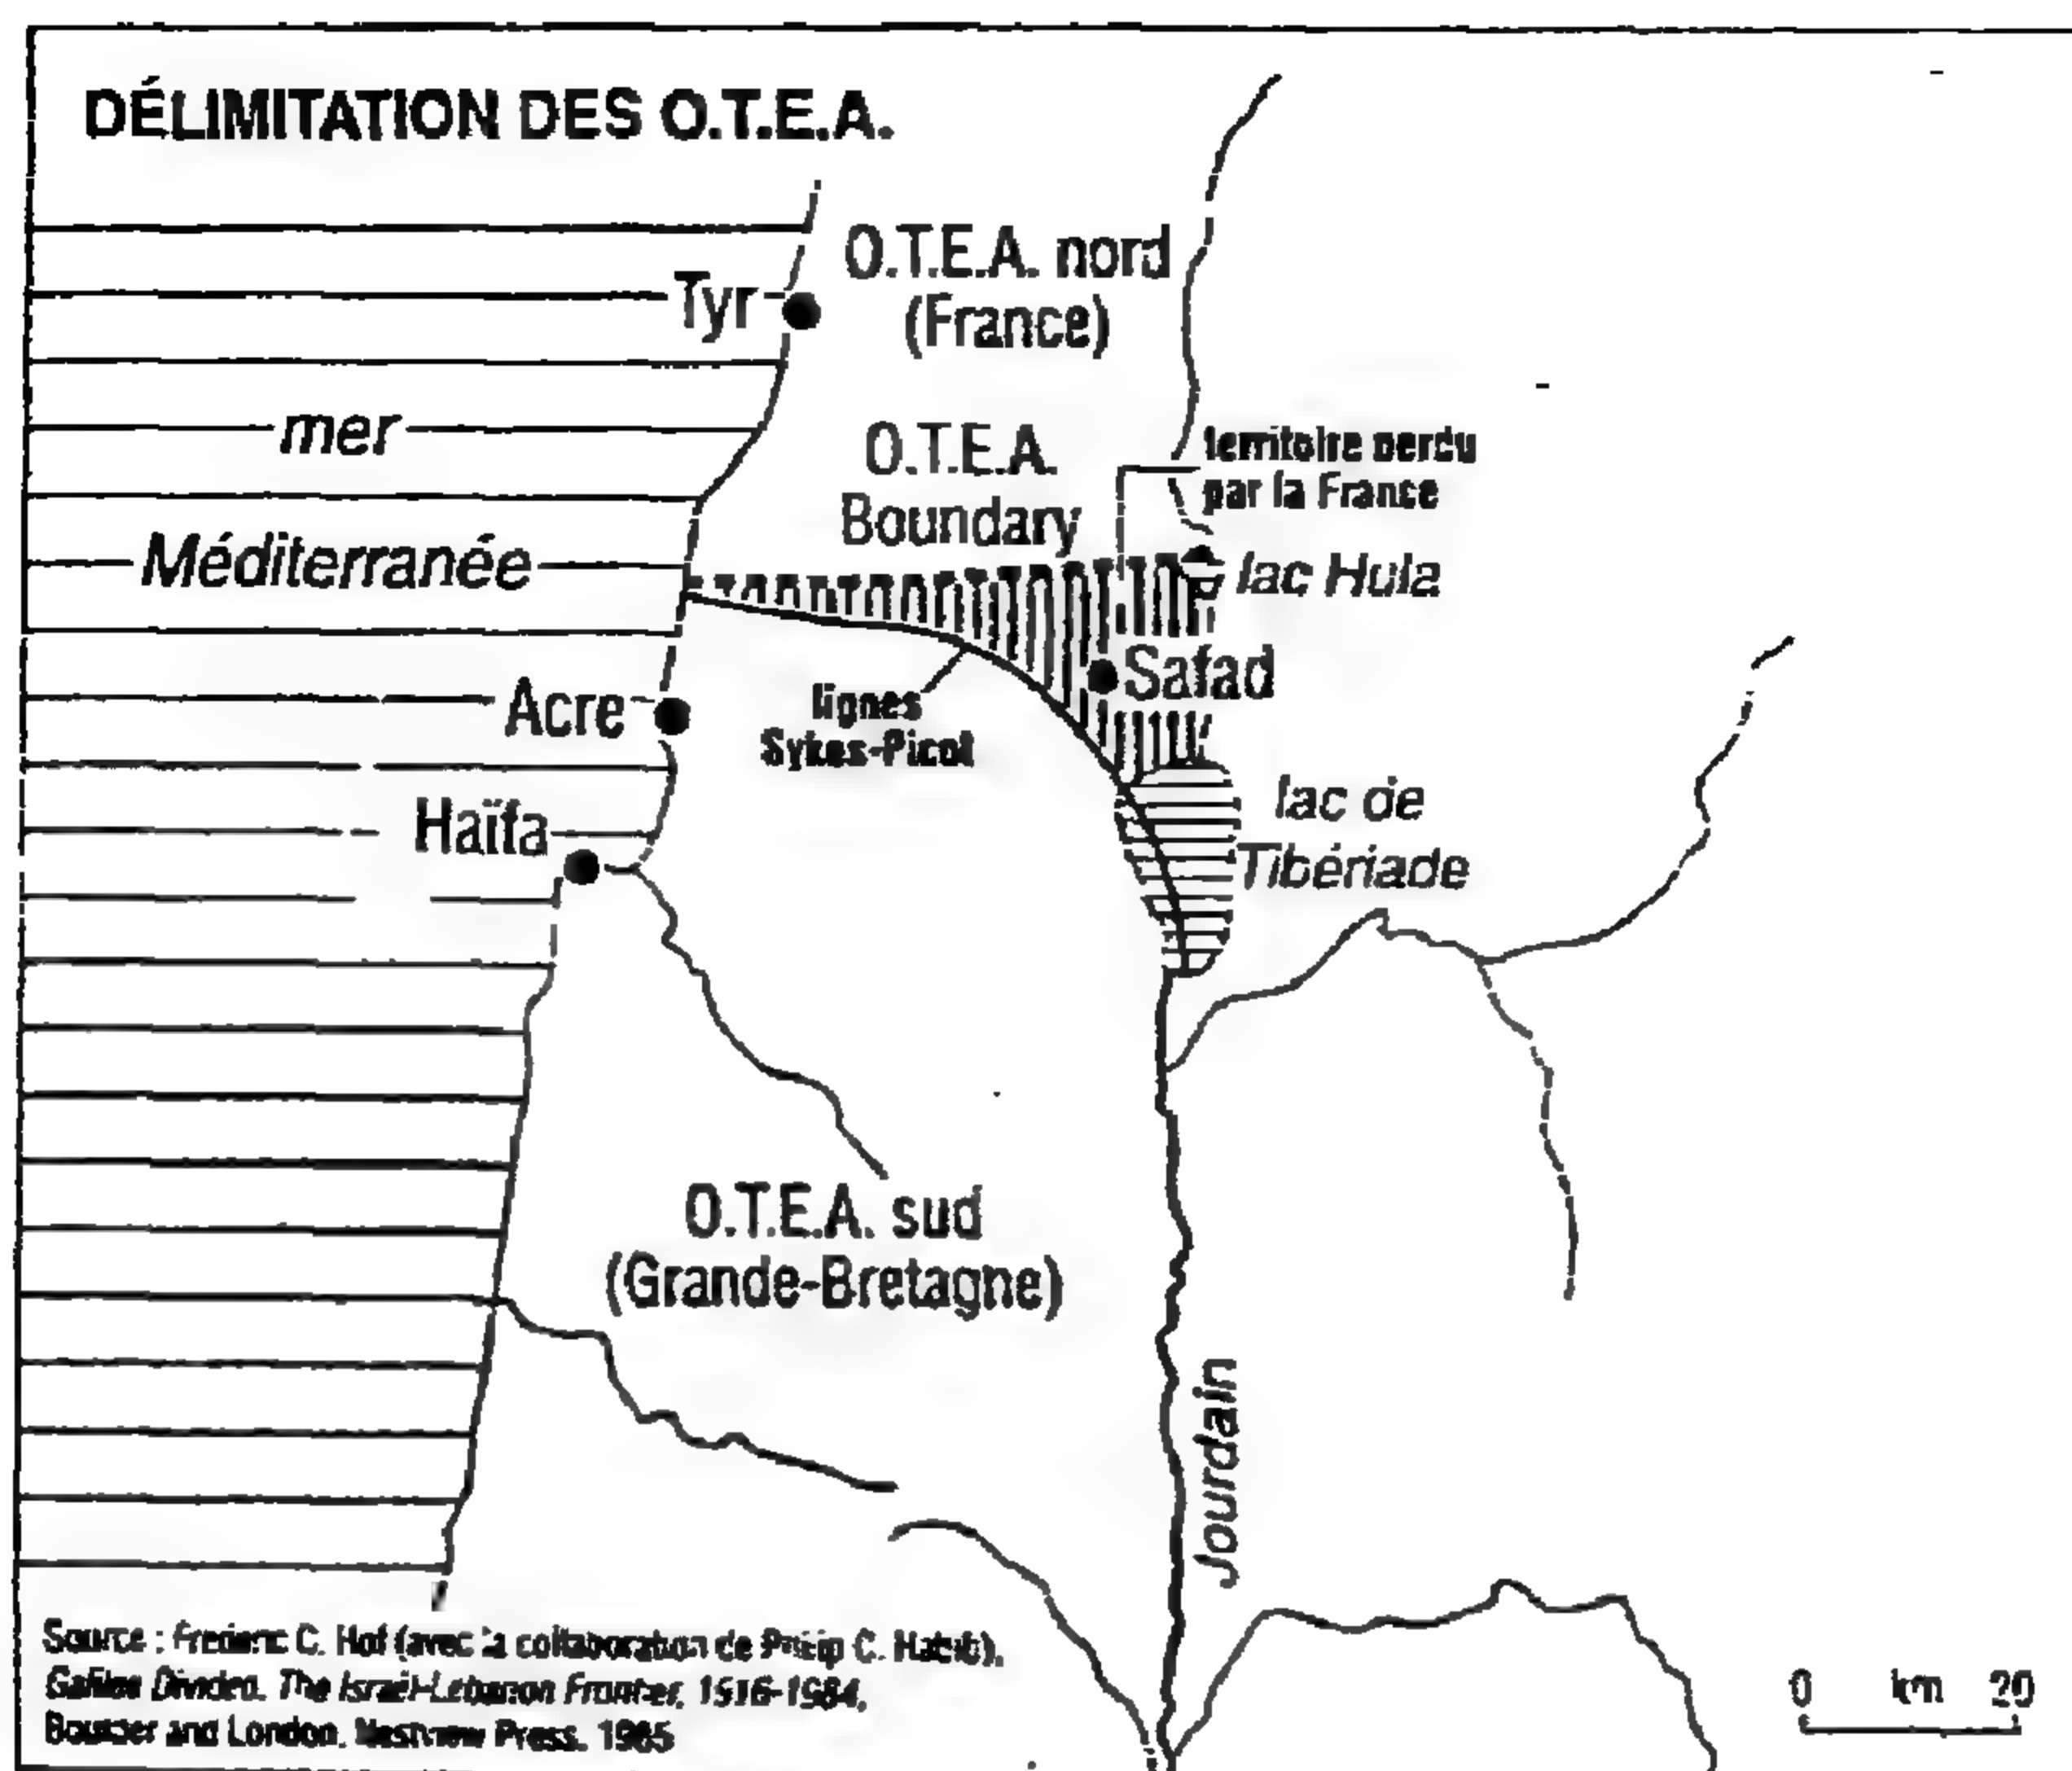 DÉLIMITATION DES O.T.E.A.
O.T.E.A. nord
(France)
Tyr
mer
O.T.E.A.
Boundary
territoire perdu
par la France
Méditerranée
lac Hula
Safad
lignes
Sykes-Picot
Acre
lac de
Tibériade
Haïfa
O.T.E.A. sud
(Grande-Bretagne)
Jourdain
Source : Frederic C. Hof (avec la collaboration de Philip C. Habib),
Galilee Divided. The Israel-Lebanon Frontier, 1916-1984,
Boulder and London, Westview Press, 1985
0 km 20